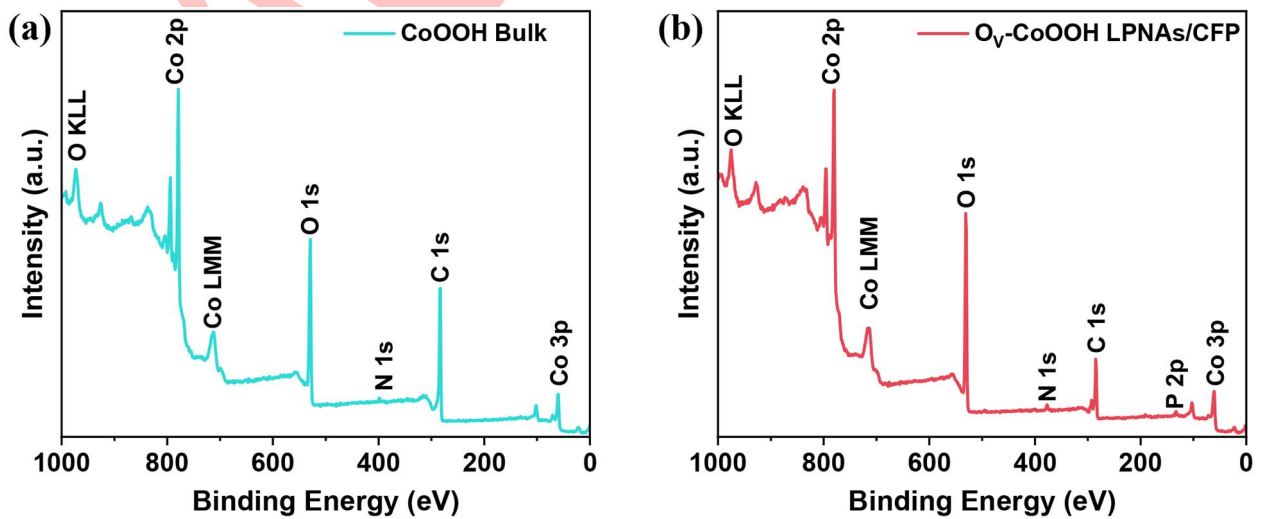 (a)
CoOOH Bulk
O KLL
Co 2p
Co LMM
O 1s
N 1s
C 1s
Co 3p
Intensity (a.u.)
1000 800 600 400 200 0
Binding Energy (eV)
(b)
Oᵥ-CoOOH LPNAs/CFP
O KLL
Co 2p
Co LMM
O 1s
N 1s
C 1s
P 2p
Co 3p
Intensity (a.u.)
1000 800 600 400 200 0
Binding Energy (eV)